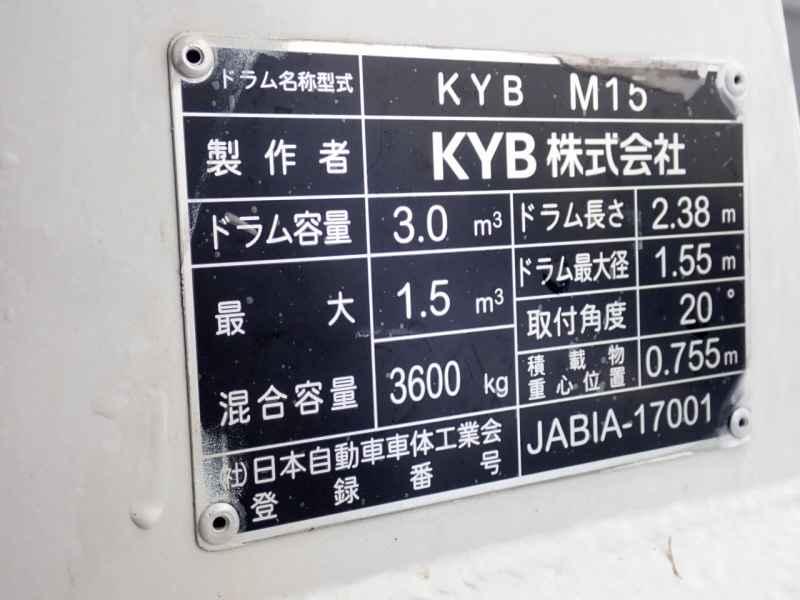 ドラム名称型式 KYB M15
製作者 KYB株式会社
ドラム容量 3.0 m³ ドラム長さ 2.38 m
最大混合容量 1.5 m³ ドラム最大径 1.55 m
3600 kg 取付角度 20°
積載物重心位置 0.755m
(社)日本自動車車体工業会
登録番号 JABIA-17001